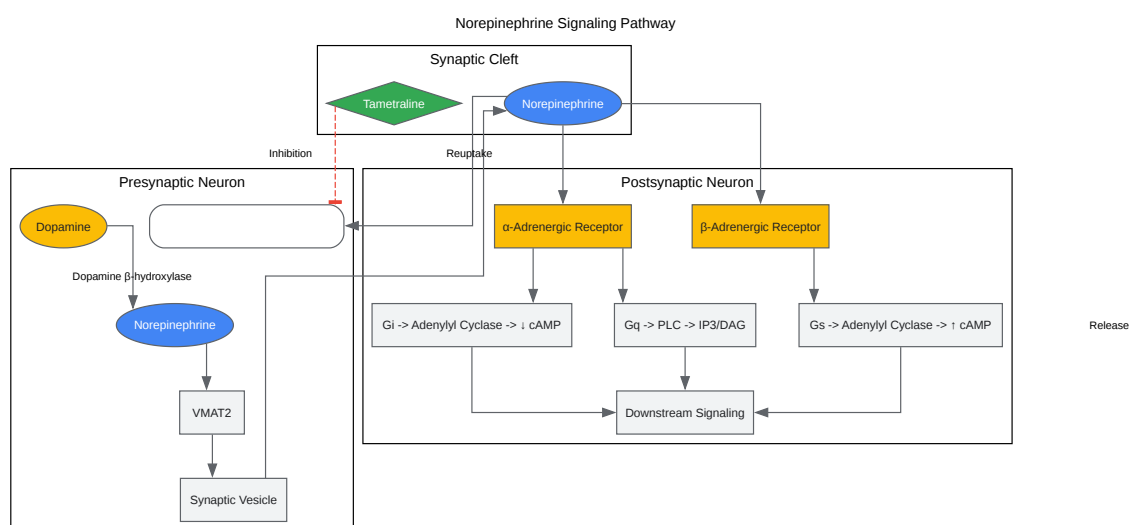 Norepinephrine Signaling Pathway
Synaptic Cleft
Tametraline
Norepinephrine
Inhibition
Reuptake
Presynaptic Neuron
Postsynaptic Neuron
Dopamine
α-Adrenergic Receptor
β-Adrenergic Receptor
Dopamine β-hydroxylase
Norepinephrine
Gi -> Adenylyl Cyclase -> ↓ cAMP
Gq -> PLC -> IP3/DAG
Gs -> Adenylyl Cyclase -> ↑ cAMP
Release
VMAT2
Downstream Signaling
Synaptic Vesicle